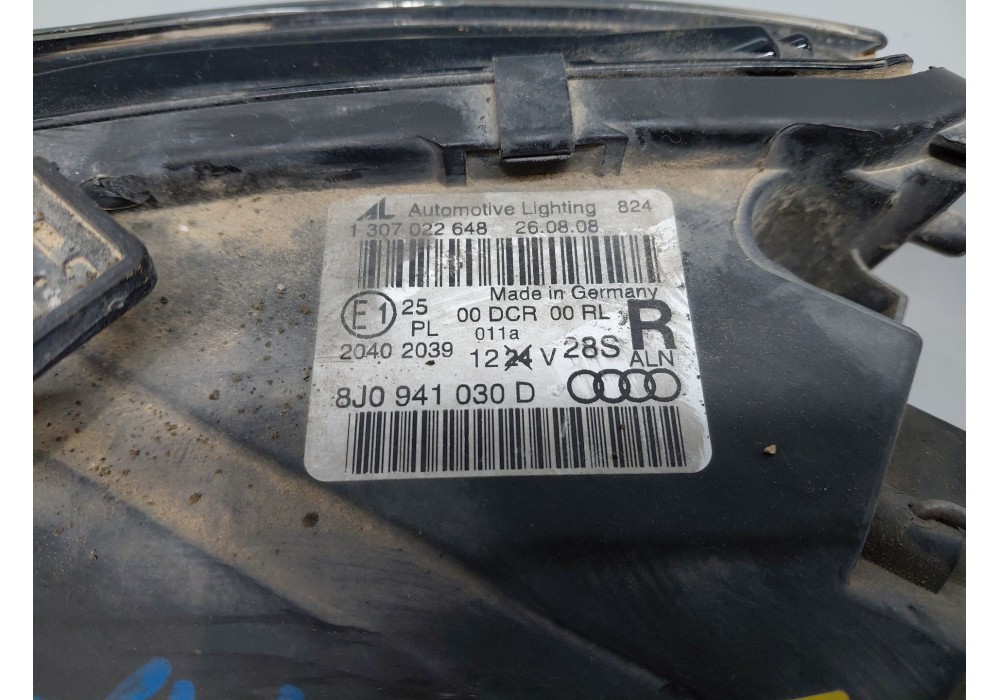 AL Automotive Lighting 824
1 307 022 648 26.08.08
Made in Germany
E1 25 00 DCR 00 RL R
PL 011a
2040 2039 12 24 V 28S ALN
8J0 941 030 D